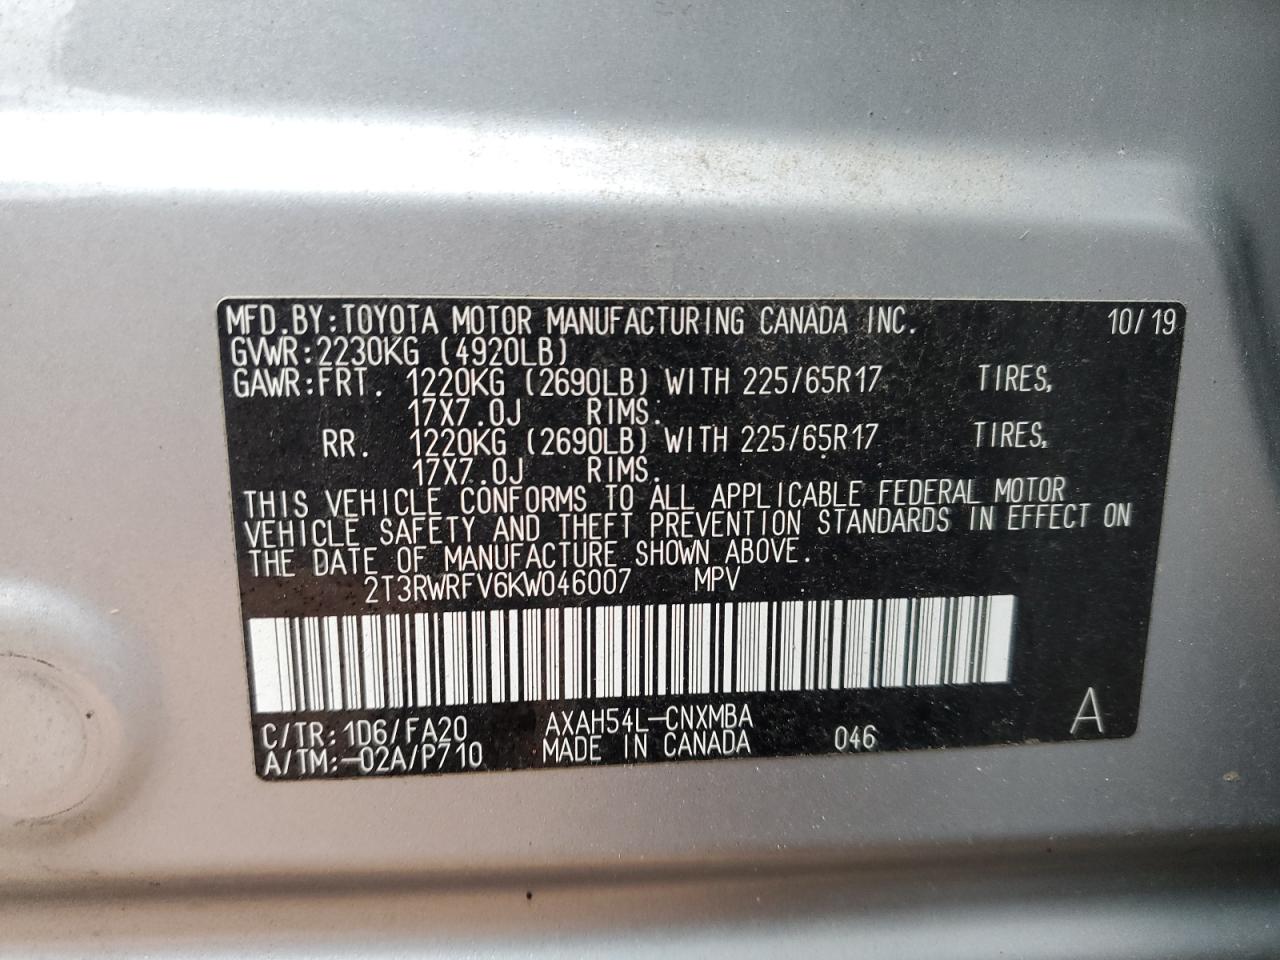 MFD.BY:TOYOTA MOTOR MANUFACTURING CANADA INC. 10/19
GVWR:2230KG (4920LB)
GAWR:FRT. 1220KG (2690LB) WITH 225/65R17 TIRES,
17X7.0J RIMS.
RR. 1220KG (2690LB) WITH 225/65R17 TIRES,
17X7.0J RIMS.
THIS VEHICLE CONFORMS TO ALL APPLICABLE FEDERAL MOTOR
VEHICLE SAFETY AND THEFT PREVENTION STANDARDS IN EFFECT ON
THE DATE OF MANUFACTURE SHOWN ABOVE.
2T3RWRFV6KW046007 MPV
C/TR:1D6/FA20 AXAH54L-CNXMBA
A/TM:-02A/P710 MADE IN CANADA 046 A